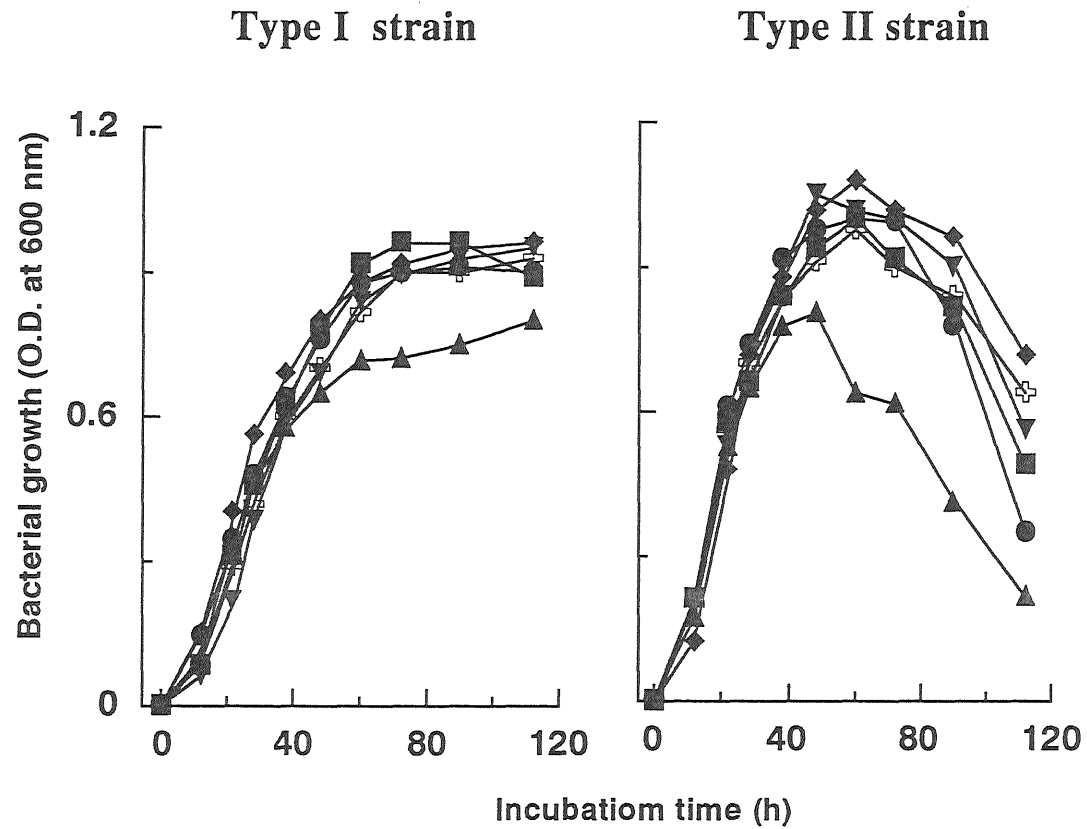 Type I strain
Type II strain
Bacterial growth (O.D. at 600 nm)
1.2
0.6
0
0 40 80 120
0 40 80 120
Incubatiom time (h)